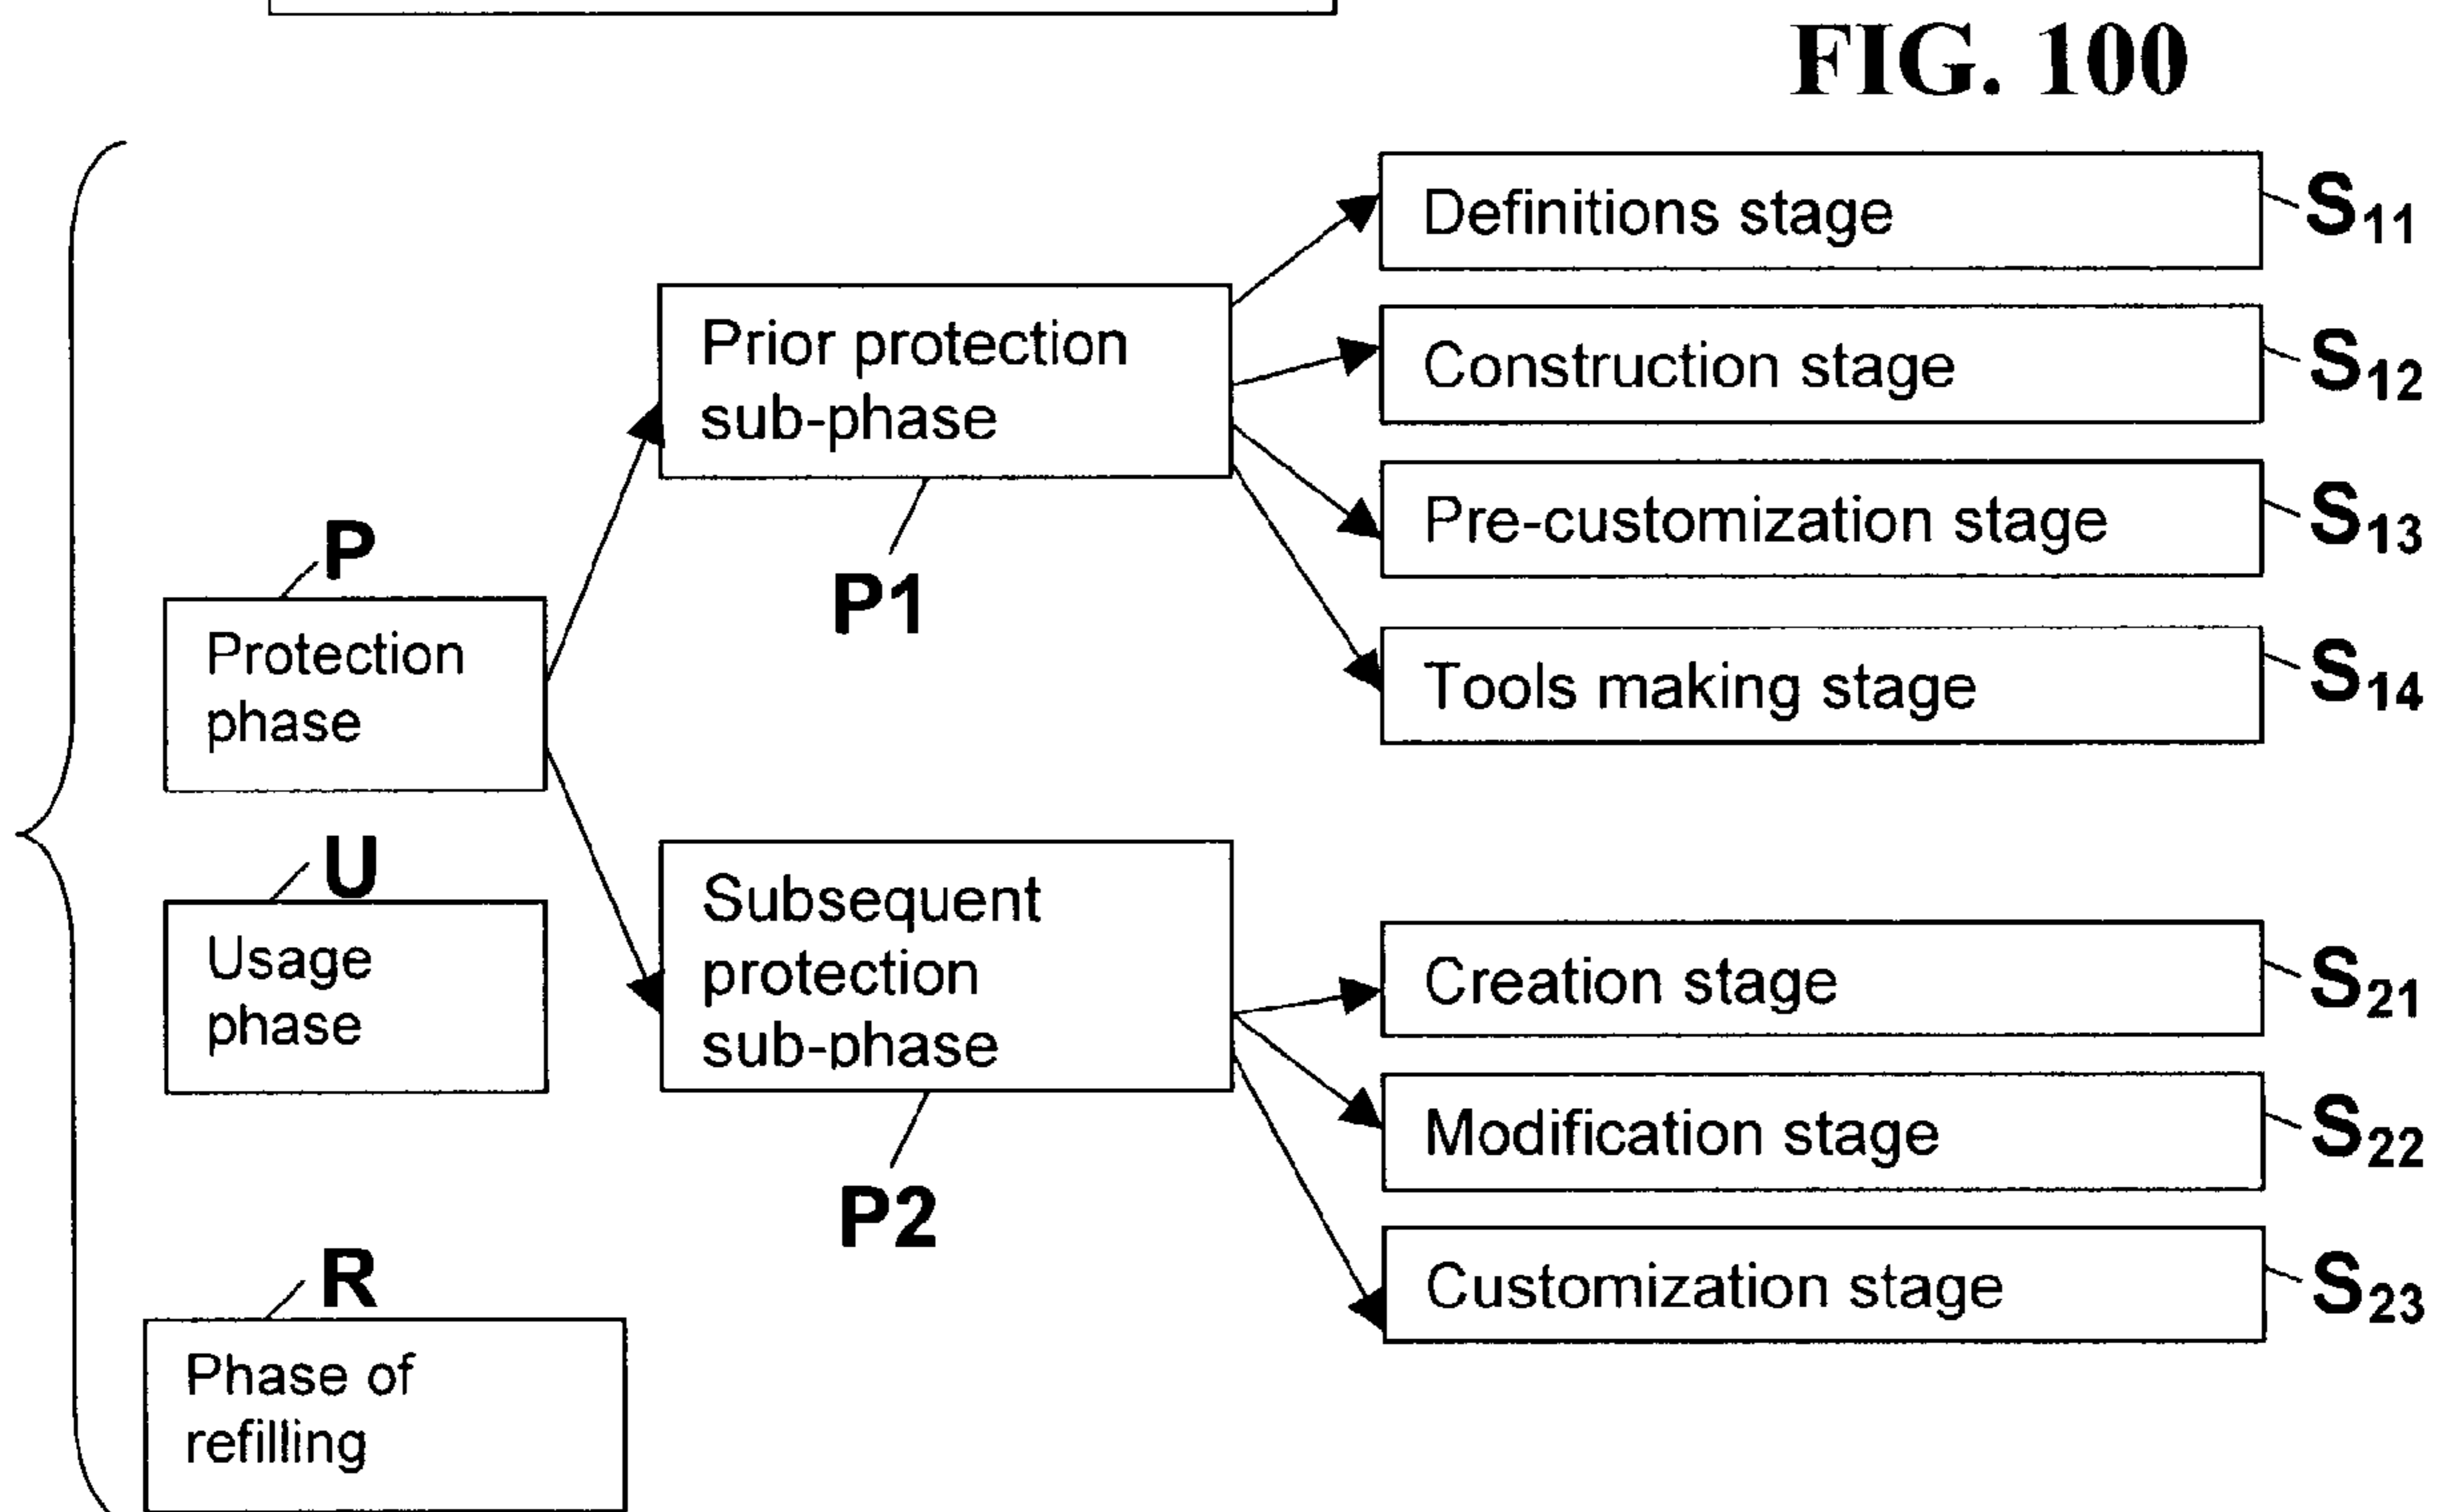 FIG. 100
P
Protection
phase
U
Usage
phase
R
Phase of
refilling
Prior protection
sub-phase
P1
Subsequent
protection
sub-phase
P2
Definitions stage
S11
Construction stage
S12
Pre-customization stage
S13
Tools making stage
S14
Creation stage
S21
Modification stage
S22
Customization stage
S23